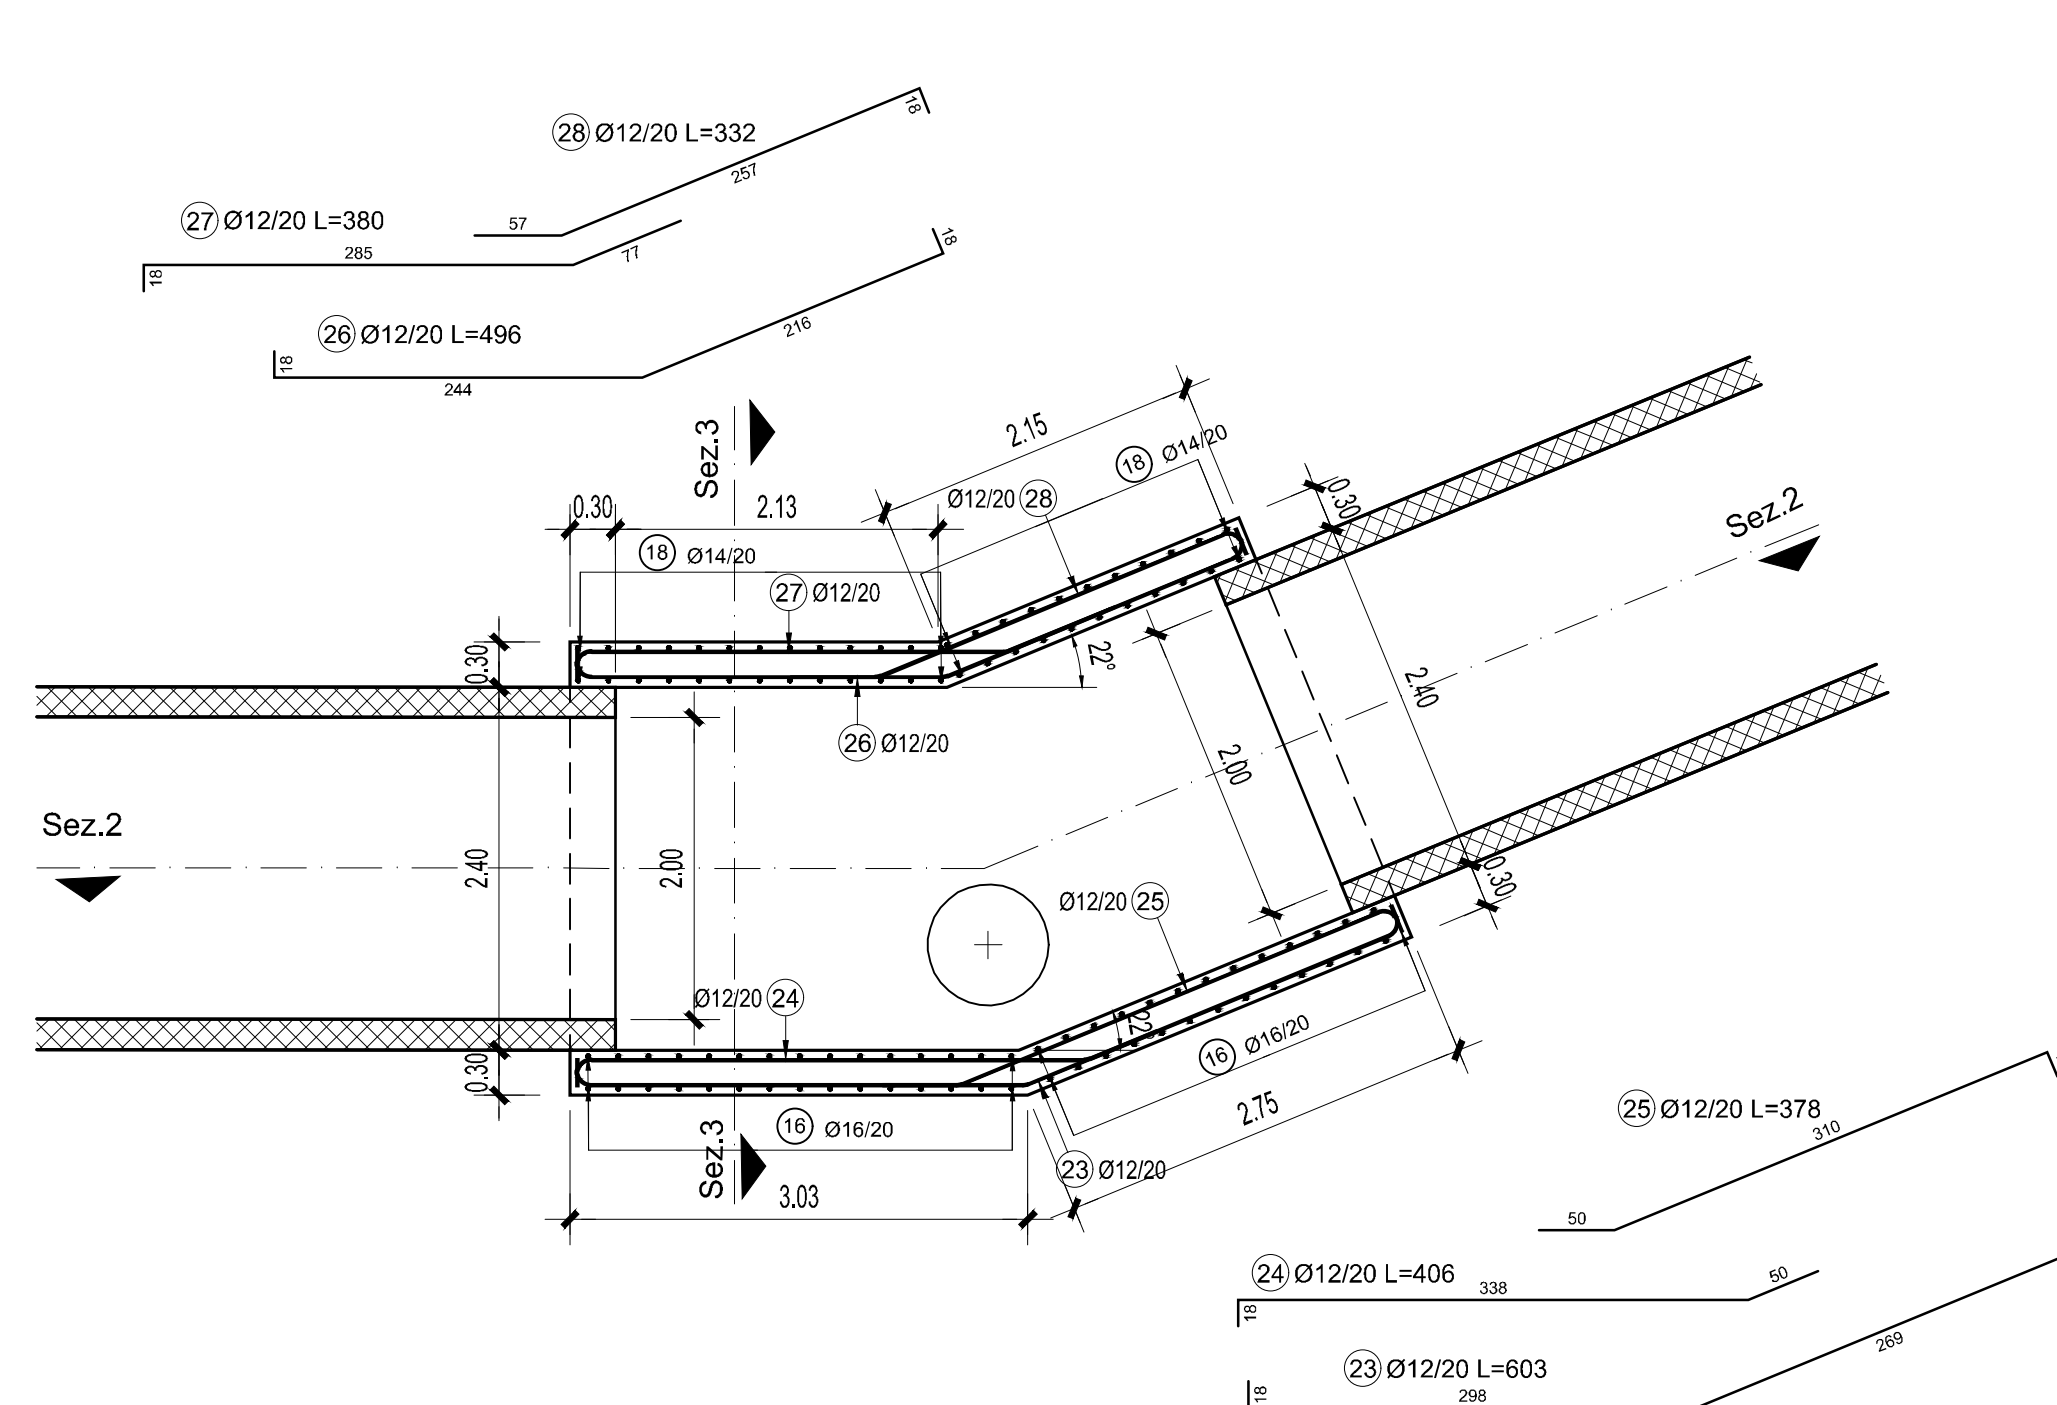 18
28 Ø12/20 L=332
257
27 Ø12/20 L=380
57
285
77
18
18
26 Ø12/20 L=496
216
18
244
Sez.3
2.15
18 Ø14/20
0.30
2.13
Ø12/20 28
0.30
Sez.2
18 Ø14/20
27 Ø12/20
0.30
22°
2.40
26 Ø12/20
2.00
Sez.2
2.40
2.00
0.30
Ø12/20 25
Ø12/20 24
22°
16 Ø16/20
0.30
2.75
25 Ø12/20 L=378
310
16 Ø16/20
Sez.3
23 Ø12/20
3.03
50
24 Ø12/20 L=406
338
50
18
269
23 Ø12/20 L=603
298
18